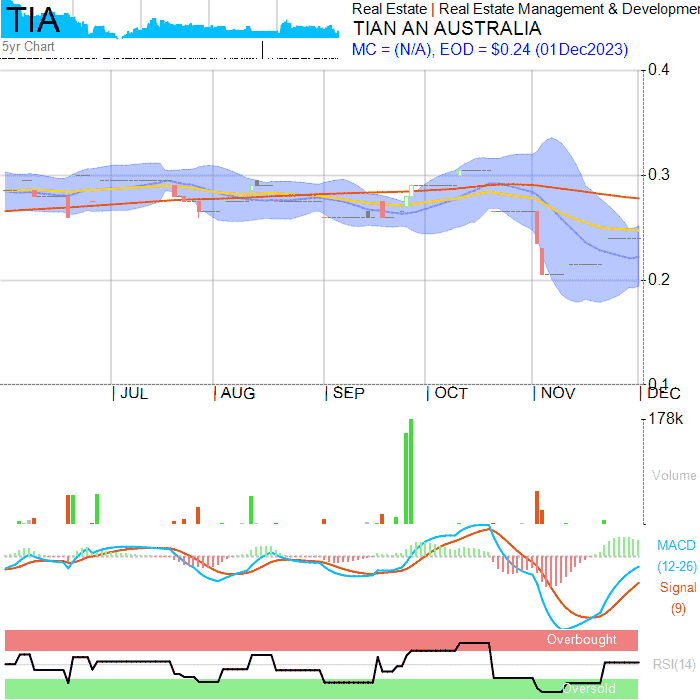 TIA
5yr Chart
Real Estate | Real Estate Management & Developmen
TIAN AN AUSTRALIA
MC = (N/A), EOD = $0.24 (01Dec2023)
0.4
0.3
0.2
0.1
JUL
AUG
SEP
OCT
NOV
DEC
178k
Volume
MACD
(12-26)
Signal
(9)
Overbought
RSI(14)
Oversold